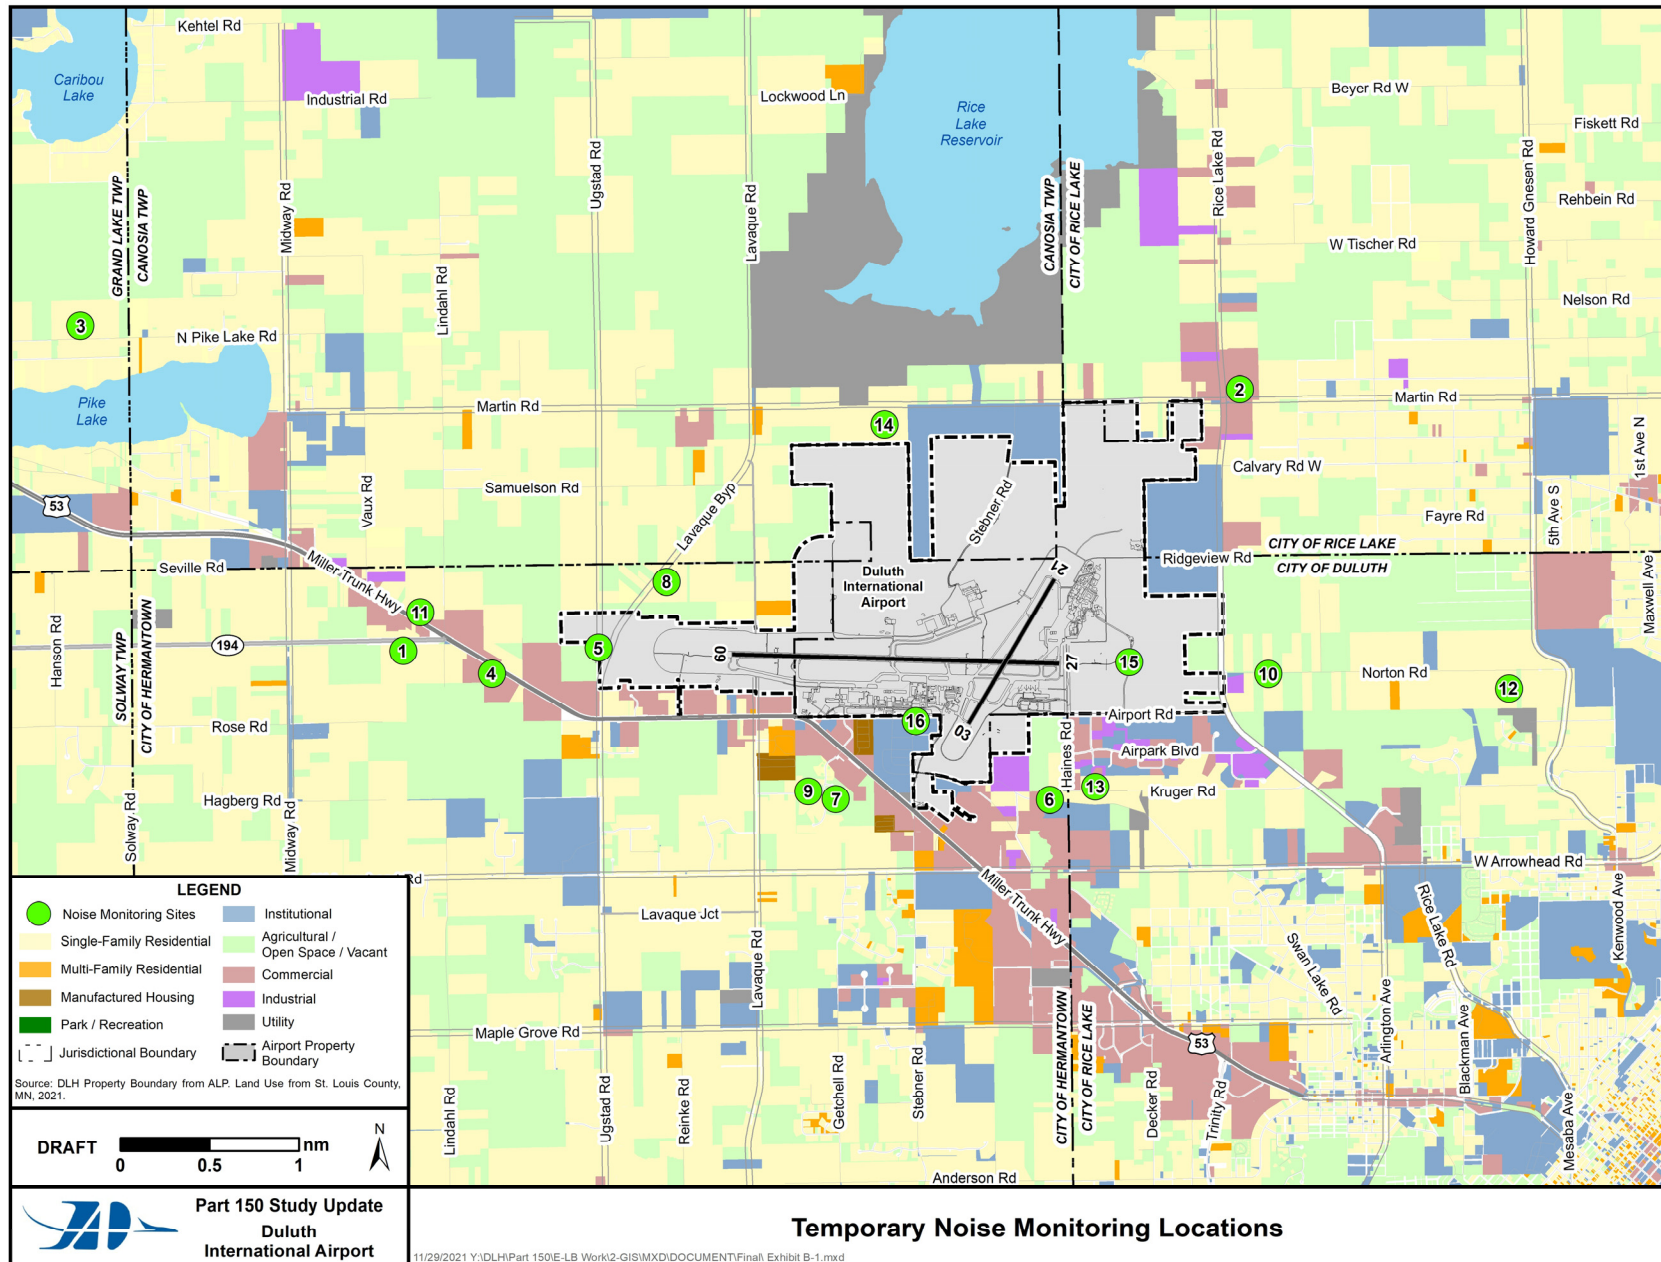 Kehtel Rd
Caribou
Lake
Industrial Rd
Lockwood Ln
Rice
Lake
Reservoir
Boyer Rd W
Fiskett Rd
Rehbein Rd
W Tischer Rd
Nelson Rd
Midway Rd
Ugstad Rd
Lavaque Rd
Rice Lake Rd
Howard Gnesen Rd
GRAND LAKE TWP
CANOSIA TWP
CANOSIA TWP
CITY OF RICE LAKE
Lindahl Rd
3
N Pike Lake Rd
Pike
Lake
Martin Rd
2
Martin Rd
14
Calvary Rd W
1st Ave N
53
Vaux Rd
Samuelson Rd
Lavaque Byp
Stebner Rd
Fayre Rd
5th Ave S
Seville Rd
Miller Trunk Hwy
8
Duluth
International
Airport
21
Ridgeview Rd
CITY OF RICE LAKE
CITY OF DULUTH
Maxwell Ave
Hanson Rd
SOLWAY TWP
CITY OF HERMANTOWN
11
194
1
4
5
09
27
15
10
Norton Rd
12
Rose Rd
16
03
Airport Rd
Haines Rd
Airpark Blvd
Solway Rd
Hagberg Rd
Midway Rd
9
7
6
13
Kruger Rd
W Arrowhead Rd
Rd
Miller Trunk Hwy
Rice Lake Rd
Kenwood Ave
Lavaque Jct
Lavaque Rd
Swan Lake Rd
Arlington Ave
Blackman Ave
Maple Grove Rd
53
CITY OF HERMANTOWN
CITY OF RICE LAKE
Lindahl Rd
Ugstad Rd
Reinke Rd
Getchell Rd
Stebner Rd
Decker Rd
Trinity Rd
Mesaba Ave
Anderson Rd
LEGEND
Noise Monitoring Sites
Single-Family Residential
Multi-Family Residential
Manufactured Housing
Park / Recreation
Jurisdictional Boundary
Institutional
Agricultural /
Open Space / Vacant
Commercial
Industrial
Utility
Airport Property
Boundary
Source: DLH Property Boundary from ALP. Land Use from St. Louis County,
MN, 2021.
DRAFT
0 0.5 1 nm
N
Part 150 Study Update
Duluth
International Airport
Temporary Noise Monitoring Locations
11/29/2021 Y:\DLH\Part 150\E-LB Work\2-GIS\MXD\DOCUMENT\Final\ Exhibit B-1.mxd